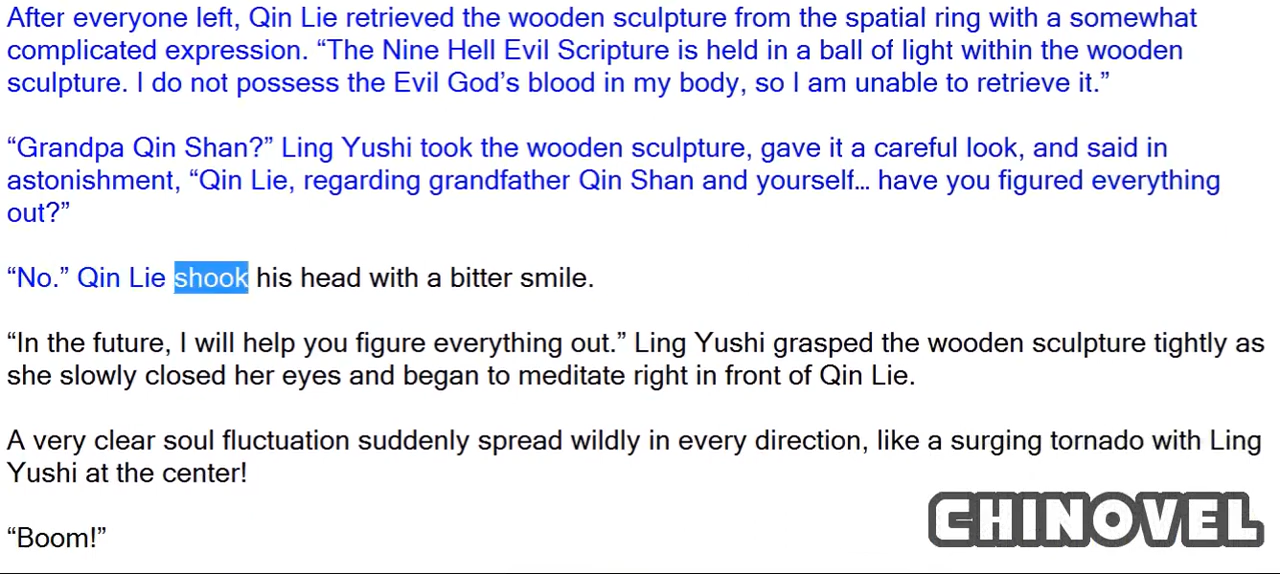 After everyone left, Qin Lie retrieved the wooden sculpture from the spatial ring with a somewhat
complicated expression. “The Nine Hell Evil Scripture is held in a ball of light within the wooden
sculpture. I do not possess the Evil God’s blood in my body, so I am unable to retrieve it.”
“Grandpa Qin Shan?” Ling Yushi took the wooden sculpture, gave it a careful look, and said in
astonishment, “Qin Lie, regarding grandfather Qin Shan and yourself… have you figured everything
out?”
“No.” Qin Lie shook his head with a bitter smile.
“In the future, I will help you figure everything out.” Ling Yushi grasped the wooden sculpture tightly as
she slowly closed her eyes and began to meditate right in front of Qin Lie.
A very clear soul fluctuation suddenly spread wildly in every direction, like a surging tornado with Ling
Yushi at the center!
“Boom!”
CHINOVEL